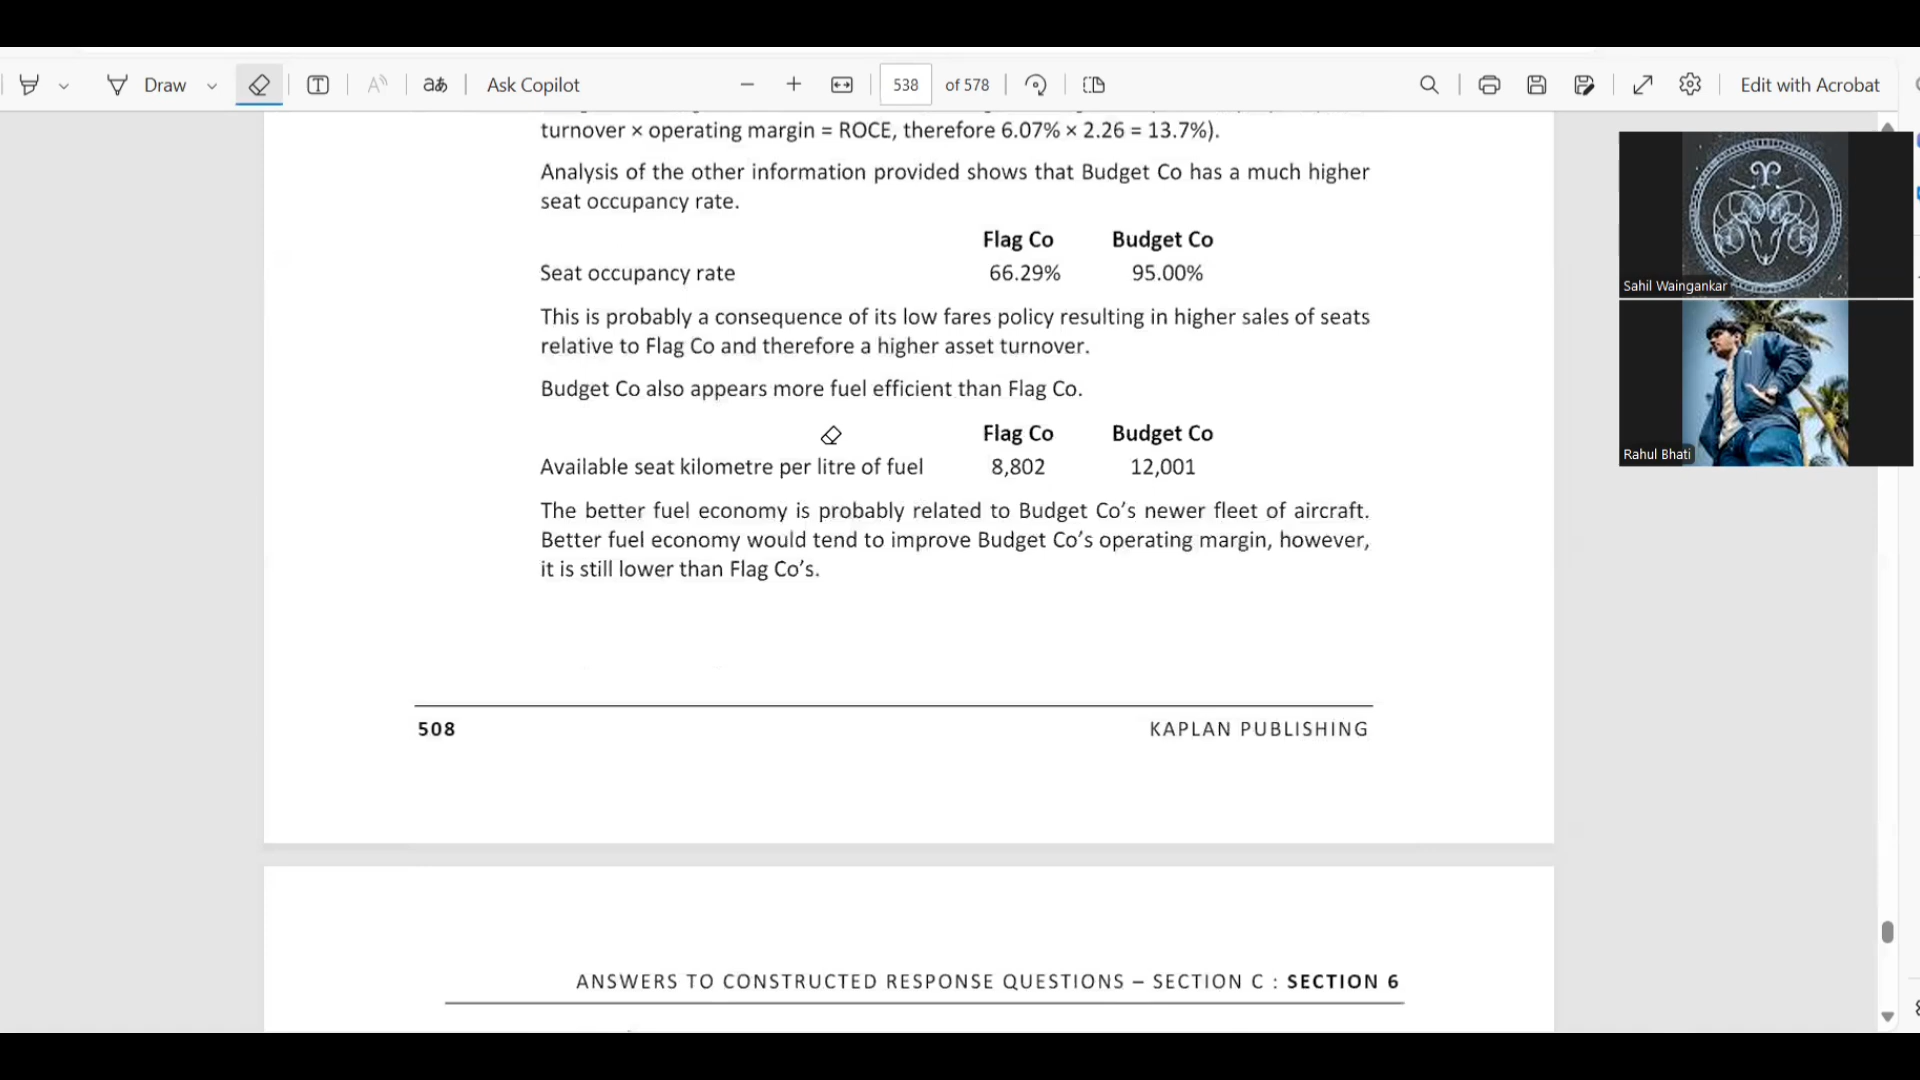 Draw
Ask Copilot
538 of 578
Edit with Acrobat
turnover × operating margin = ROCE, therefore 6.07% × 2.26 = 13.7%).
Analysis of the other information provided shows that Budget Co has a much higher
seat occupancy rate.
Flag Co Budget Co
Seat occupancy rate 66.29% 95.00%
This is probably a consequence of its low fares policy resulting in higher sales of seats
relative to Flag Co and therefore a higher asset turnover.
Budget Co also appears more fuel efficient than Flag Co.
Flag Co Budget Co
Available seat kilometre per litre of fuel 8,802 12,001
The better fuel economy is probably related to Budget Co’s newer fleet of aircraft.
Better fuel economy would tend to improve Budget Co’s operating margin, however,
it is still lower than Flag Co’s.
508 KAPLAN PUBLISHING
ANSWERS TO CONSTRUCTED RESPONSE QUESTIONS – SECTION C : SECTION 6
Sahil Waingankar
Rahul Bhati